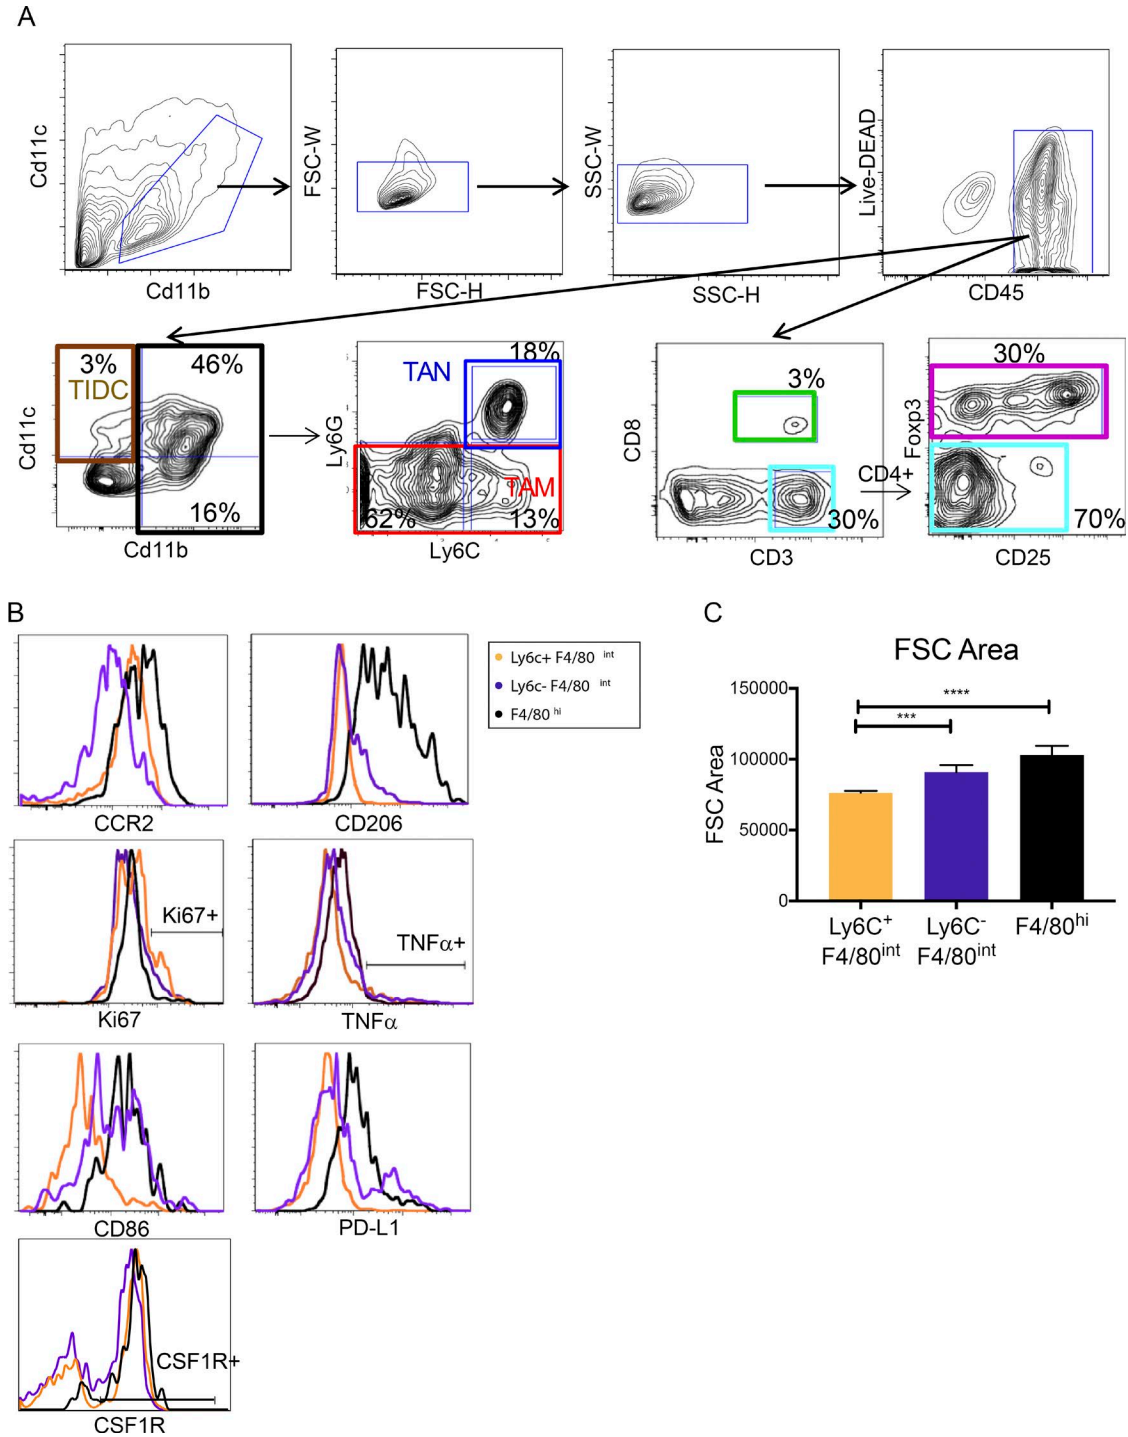 A
Cd11c
Cd11b
FSC-W
FSC-H
SSC-W
SSC-H
Live-DEAD
CD45
3%
TIDC
46%
16%
Cd11c
Cd11b
TAN
18%
Ly6G
TAM
62%
13%
Ly6C
CD8
3%
30%
CD3
CD4+
30%
Foxp3
70%
CD25
B
CCR2
CD206
Ly6c+ F4/80 int
Ly6c- F4/80 int
F4/80 hi
Ki67+
Ki67
TNFα+
TNFα
CD86
PD-L1
CSF1R+
CSF1R
C
FSC Area
FSC Area
150000
100000
50000
0
****
***
Ly6C+
F4/80int
Ly6C-
F4/80int
F4/80hi